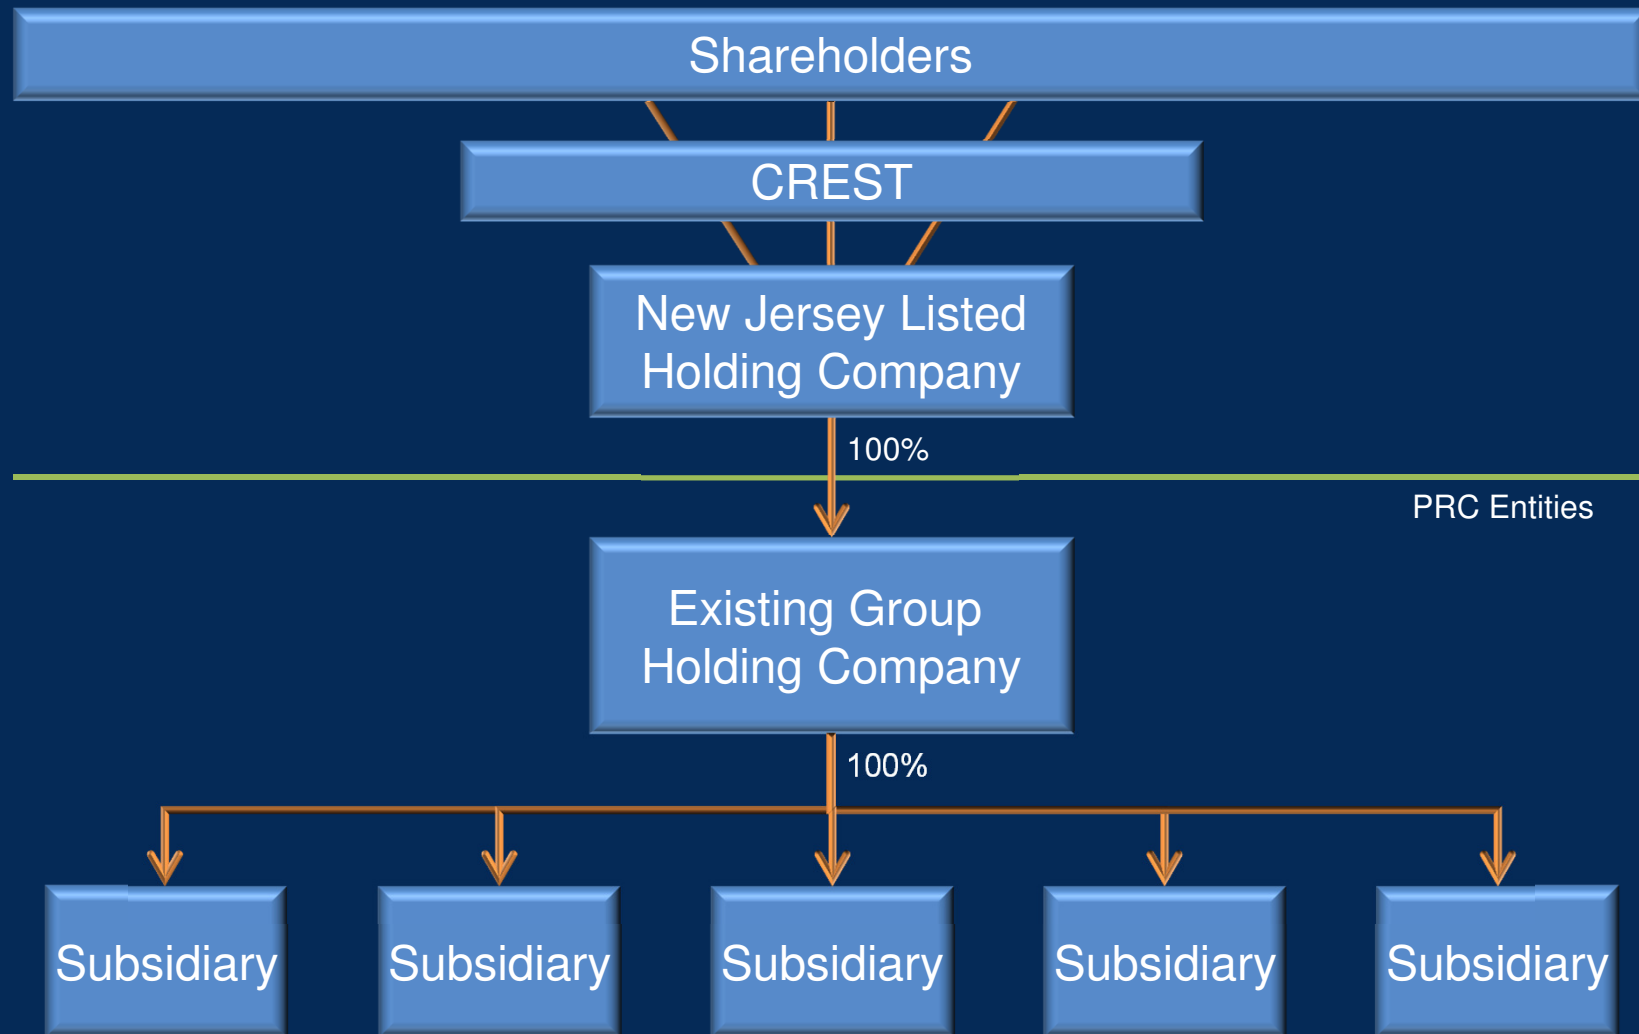 Shareholders
CREST
New Jersey Listed
Holding Company
100%
PRC Entities
Existing Group
Holding Company
100%
Subsidiary
Subsidiary
Subsidiary
Subsidiary
Subsidiary